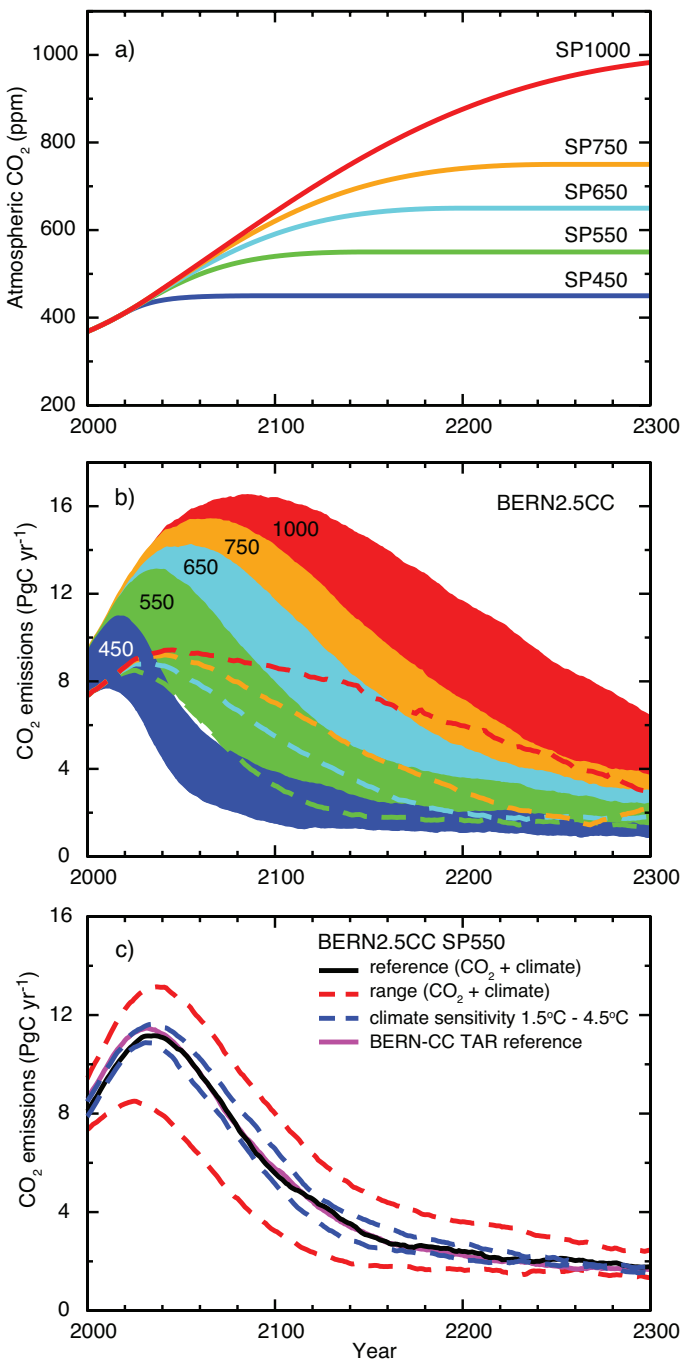 a)
SP1000
SP750
SP650
SP550
SP450
Atmospheric CO₂ (ppm)
1000
800
600
400
200
2000 2100 2200 2300
b)
BERN2.5CC
1000
750
650
550
450
CO₂ emissions (PgC yr⁻¹)
16
12
8
4
0
2000 2100 2200 2300
c)
BERN2.5CC SP550
reference (CO₂ + climate)
range (CO₂ + climate)
climate sensitivity 1.5°C - 4.5°C
BERN-CC TAR reference
CO₂ emissions (PgC yr⁻¹)
16
12
8
4
0
2000 2100 2200 2300
Year